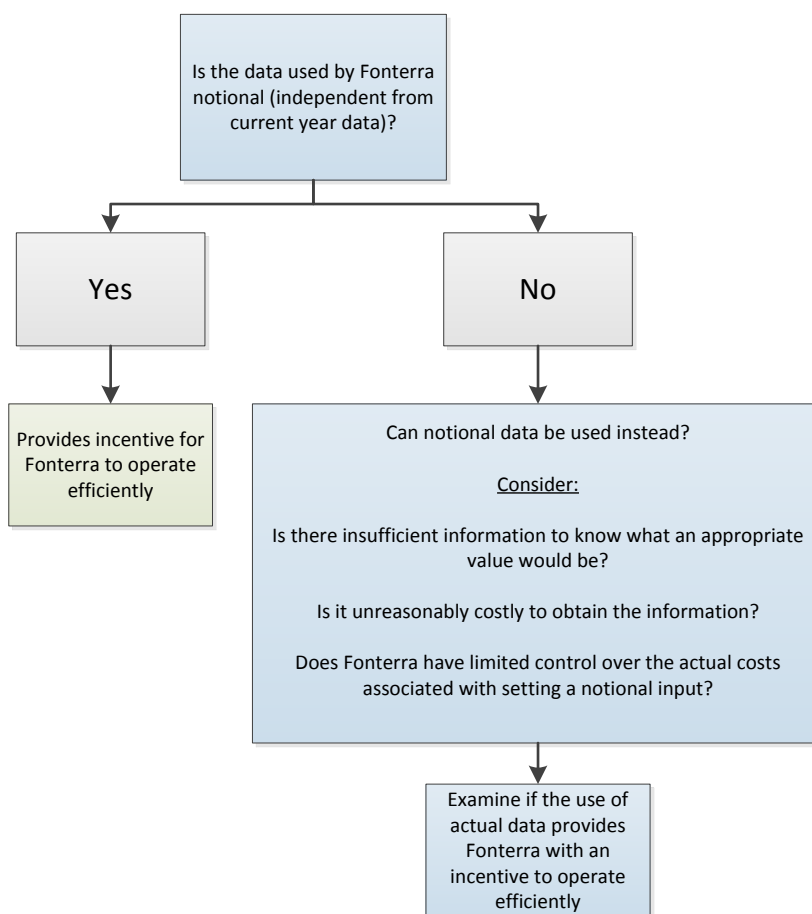 Is the data used by Fonterra
notional (independent from
current year data)?
Yes
No
Provides incentive for
Fonterra to operate
efficiently
Can notional data be used instead?
Consider:
Is there insufficient information to know what an appropriate
value would be?
Is it unreasonably costly to obtain the information?
Does Fonterra have limited control over the actual costs
associated with setting a notional input?
Examine if the use of
actual data provides
Fonterra with an
incentive to operate
efficiently